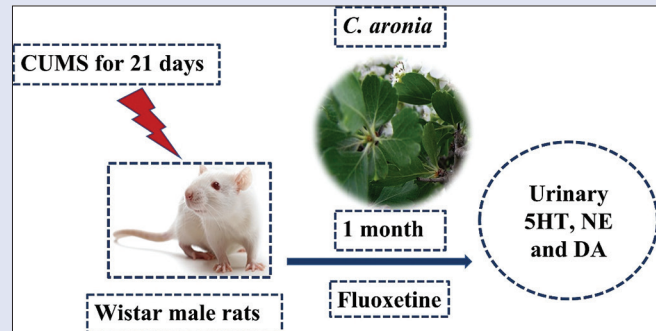 C. aronia
CUMS for 21 days
1 month
Fluoxetine
Wistar male rats
Urinary
5HT, NE
and DA